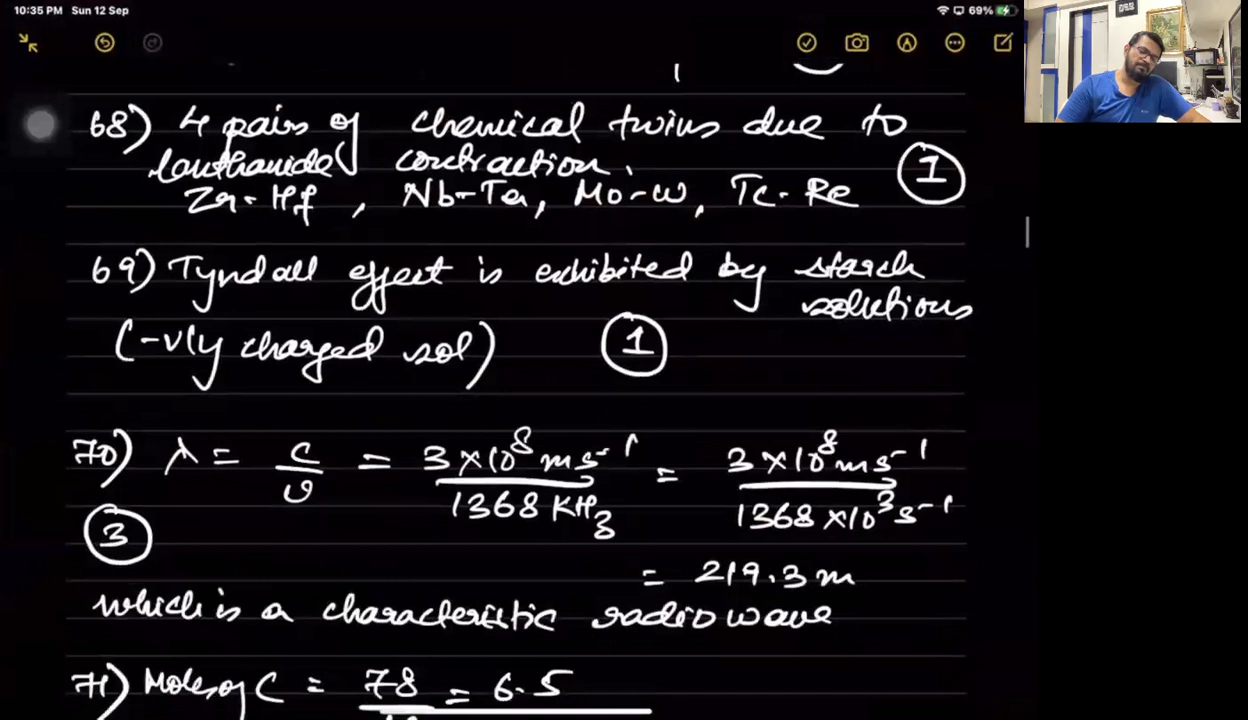 10:35 PM Sun 12 Sep 69%
68) 4 pairs of chemical twins due to
lanthanide contraction.
Zr-Hf, Nb-Ta, Mo-W, Tc-Re 1
69) Tyndall effect is exhibited by starch
solutions
(-vly charged sol) 1
70) λ = c/υ = 3×10⁸ ms⁻¹/1368 KHz = 3×10⁸ ms⁻¹/1368×10³ s⁻¹
3
= 219.3 m
which is a characteristic radiowave
71) Moles of C = 78 = 6.5